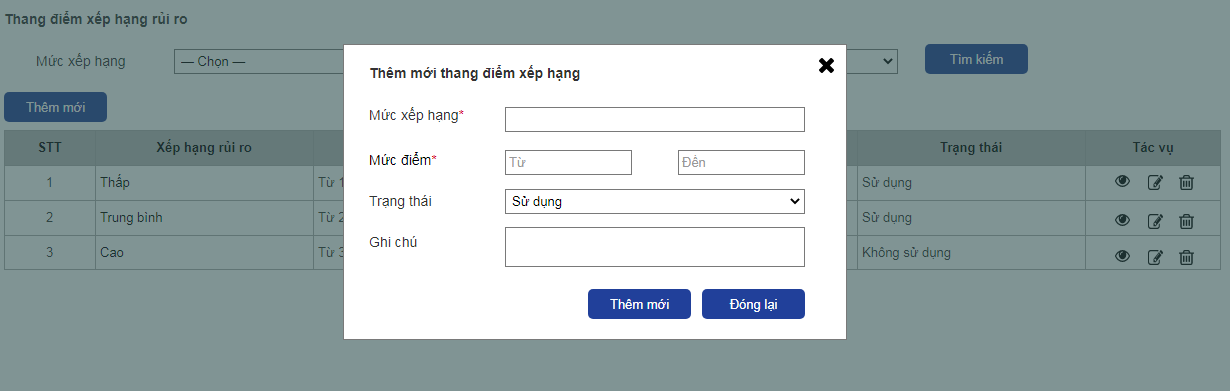 Thang điểm xếp hạng rủi ro
Mức xếp hạng
— Chọn —
Tìm kiếm
Thêm mới
STT Xếp hạng rủi ro Trạng thái Tác vụ
1 Thấp Từ 1 Sử dụng
2 Trung bình Từ 2 Sử dụng
3 Cao Từ 3 Không sử dụng
Thêm mới thang điểm xếp hạng
Mức xếp hạng*
Mức điểm* Từ Đến
Trạng thái Sử dụng
Ghi chú
Thêm mới Đóng lại